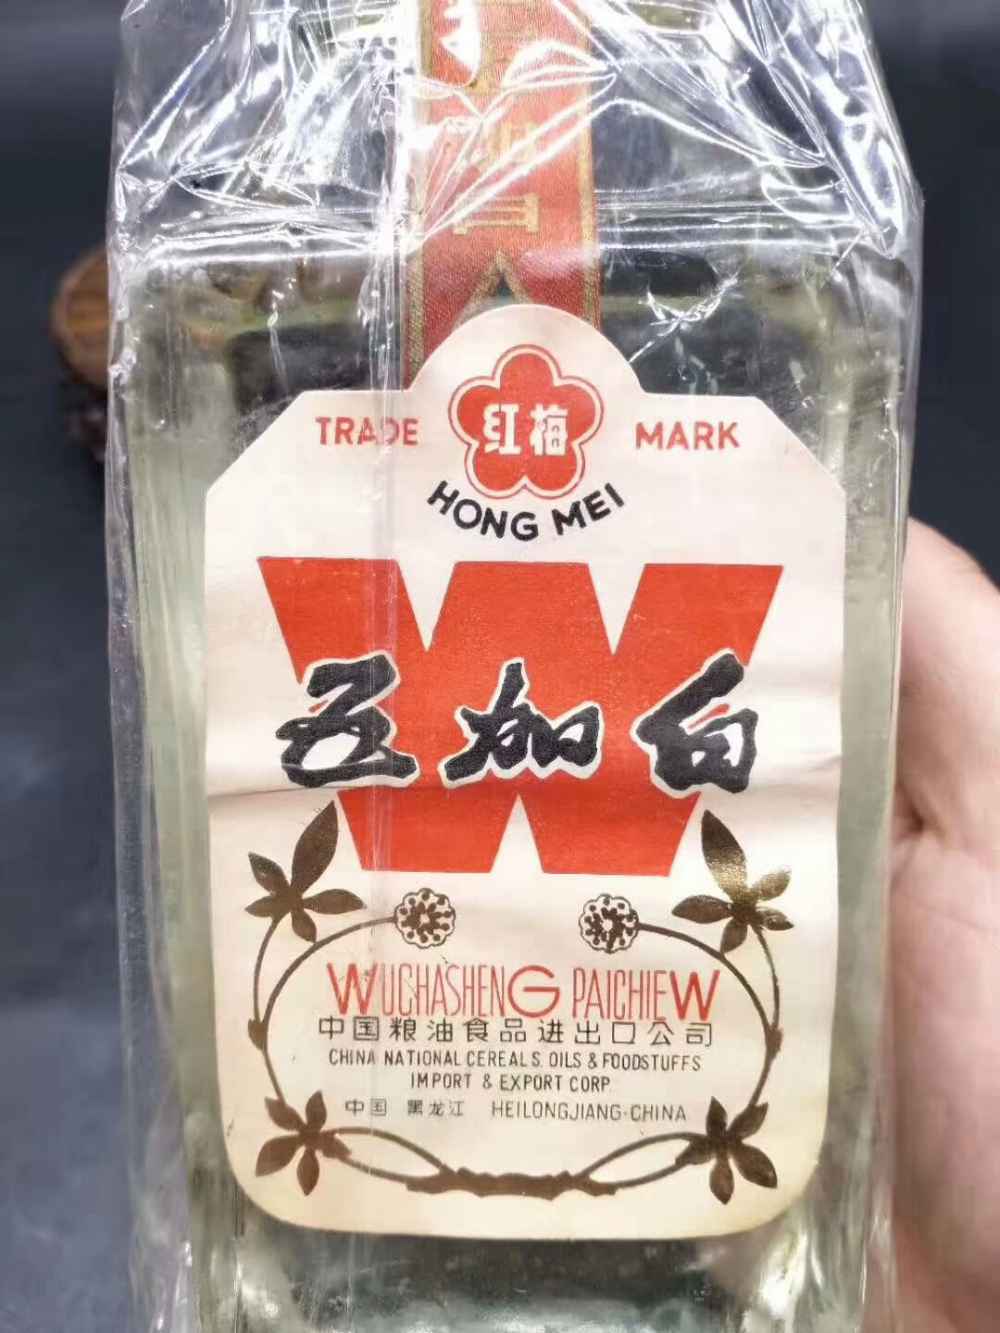 TRADE 红梅 MARK
HONG MEI
W
五加白
WUCHASHENG PAICHIEW
中国粮油食品进出口公司
CHINA NATIONAL CEREALS. OILS & FOODSTUFFS
IMPORT & EXPORT CORP.
中国 黑龙江 HEILONGJIANG·CHINA